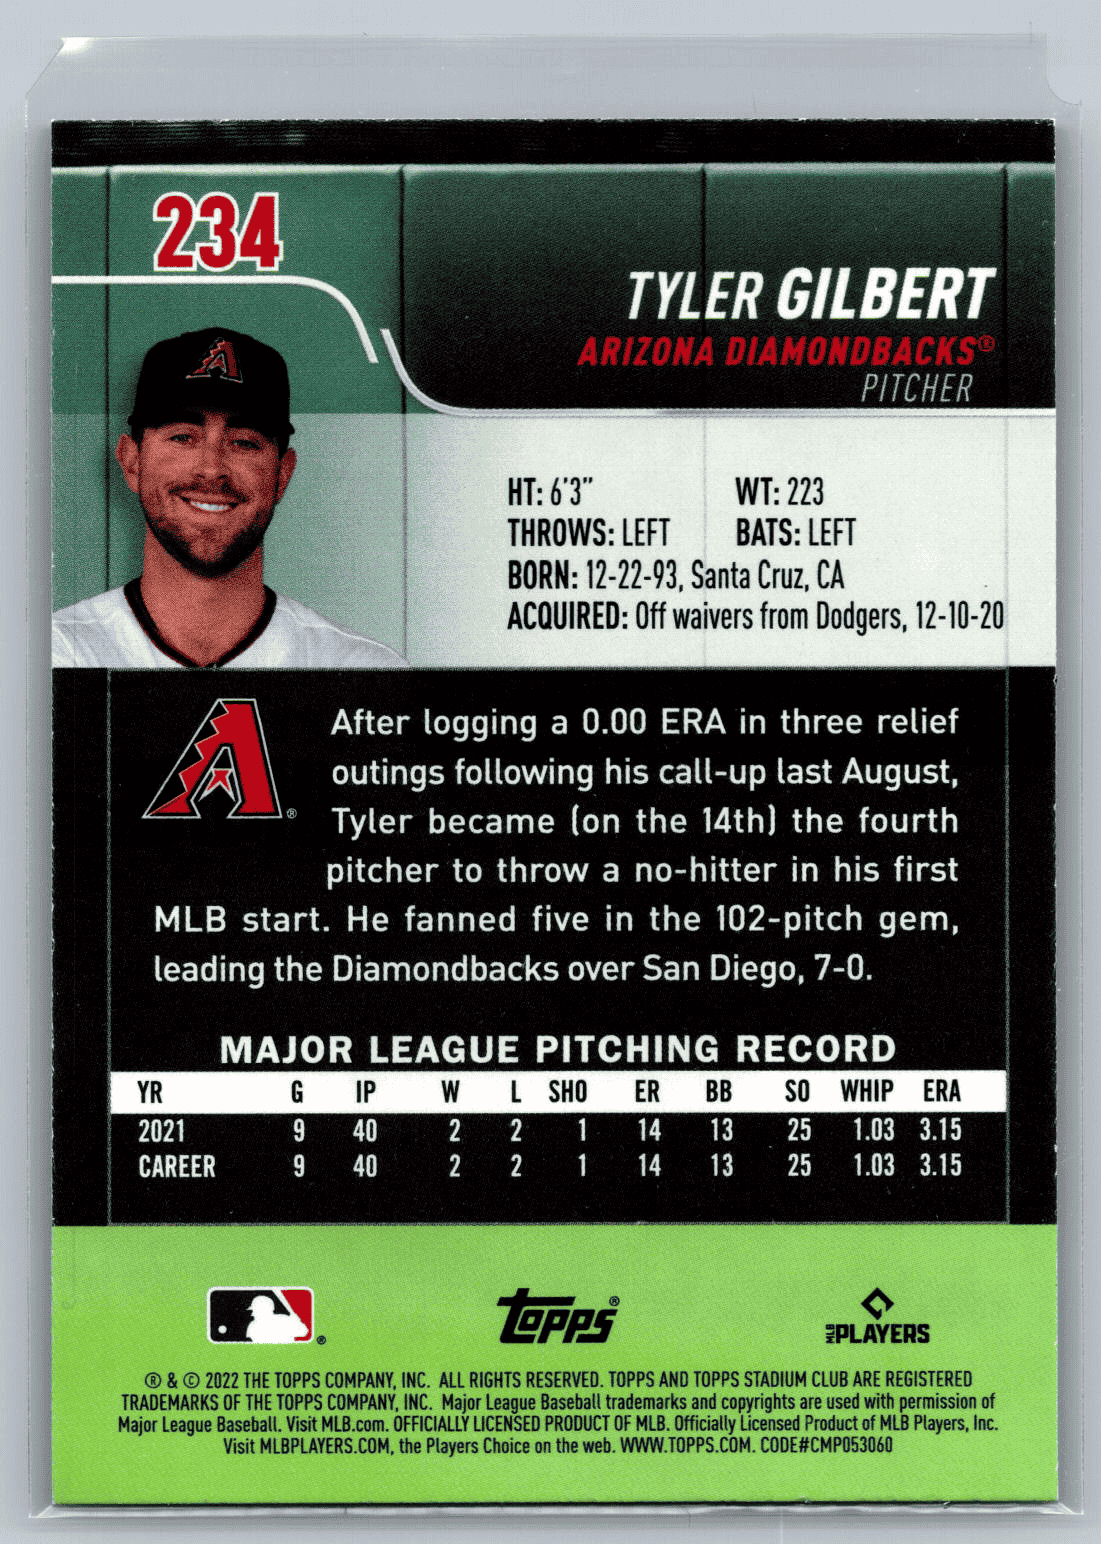 234
TYLER GILBERT
ARIZONA DIAMONDBACKS®
PITCHER
HT: 6'3" WT: 223
THROWS: LEFT BATS: LEFT
BORN: 12-22-93, Santa Cruz, CA
ACQUIRED: Off waivers from Dodgers, 12-10-20
A
After logging a 0.00 ERA in three relief
outings following his call-up last August,
Tyler became (on the 14th) the fourth
pitcher to throw a no-hitter in his first
MLB start. He fanned five in the 102-pitch gem,
leading the Diamondbacks over San Diego, 7-0.
A ®
MAJOR LEAGUE PITCHING RECORD
YR G IP W L SHO ER BB SO WHIP ERA
2021 9 40 2 2 1 14 13 25 1.03 3.15
CAREER 9 40 2 2 1 14 13 25 1.03 3.15
® TOPPS® MLB PLAYERS
® & © 2022 THE TOPPS COMPANY, INC. ALL RIGHTS RESERVED. TOPPS AND TOPPS STADIUM CLUB ARE REGISTERED
TRADEMARKS OF THE TOPPS COMPANY, INC. Major League Baseball trademarks and copyrights are used with permission of
Major League Baseball. Visit MLB.com. OFFICIALLY LICENSED PRODUCT OF MLB. Officially Licensed Product of MLB Players, Inc.
Visit MLBPLAYERS.COM, the Players Choice on the web. WWW.TOPPS.COM. CODE#CMP053060